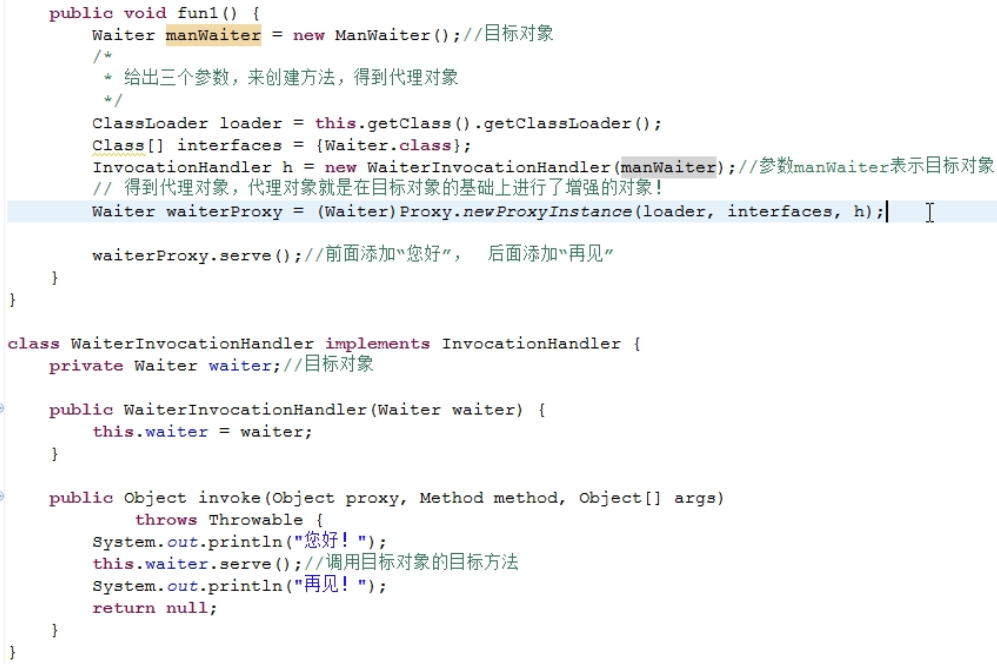 public void fun1() {
Waiter manWaiter = new ManWaiter();//目标对象
/*
* 给出三个参数，来创建方法，得到代理对象
*/
ClassLoader loader = this.getClass().getClassLoader();
Class[] interfaces = {Waiter.class};
InvocationHandler h = new WaiterInvocationHandler(manWaiter);//参数manWaiter表示目标对象
// 得到代理对象，代理对象就是在目标对象的基础上进行了增强的对象！
Waiter waiterProxy = (Waiter)Proxy.newProxyInstance(loader, interfaces, h);
waiterProxy.serve();//前面添加“您好”， 后面添加“再见”
}
}
class WaiterInvocationHandler implements InvocationHandler {
private Waiter waiter;//目标对象
public WaiterInvocationHandler(Waiter waiter) {
this.waiter = waiter;
}
public Object invoke(Object proxy, Method method, Object[] args)
throws Throwable {
System.out.println("您好！");
this.waiter.serve();//调用目标对象的目标方法
System.out.println("再见！");
return null;
}
}